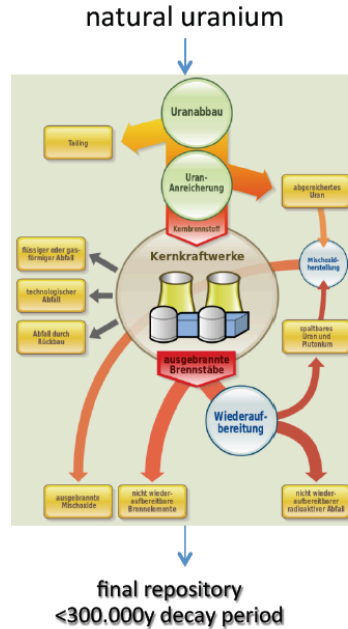 natural uranium
Uranabbau
Tailing
Uran-
Anreicherung
abgereichertes
Uran
Kernbrennstoff
Kernkraftwerke
Mischoxid-
herstellung
flüssiger oder gas-
förmiger Abfall
technologischer
Abfall
Abfall durch
Rückbau
spaltbares
Uran und
Plutonium
ausgebrannte
Brennstäbe
Wiederauf-
bereitung
ausgebrannte
Mischoxide
nicht wieder-
aufbereitbare
Brennelemente
nicht wieder-
aufbereitbarer
radioaktiver Abfall
final repository
<300.000y decay period